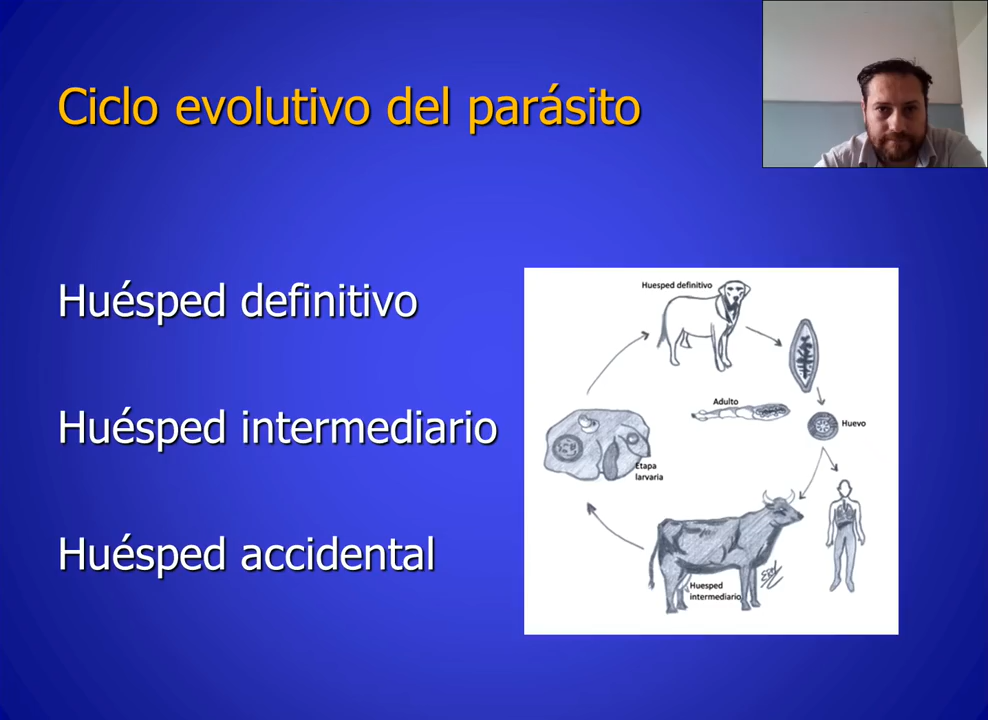 Ciclo evolutivo del parásito
Huésped definitivo
Huésped intermediario
Huésped accidental
Huesped definitivo
Adulto
Huevo
Etapa
larvaria
Huesped
intermediario